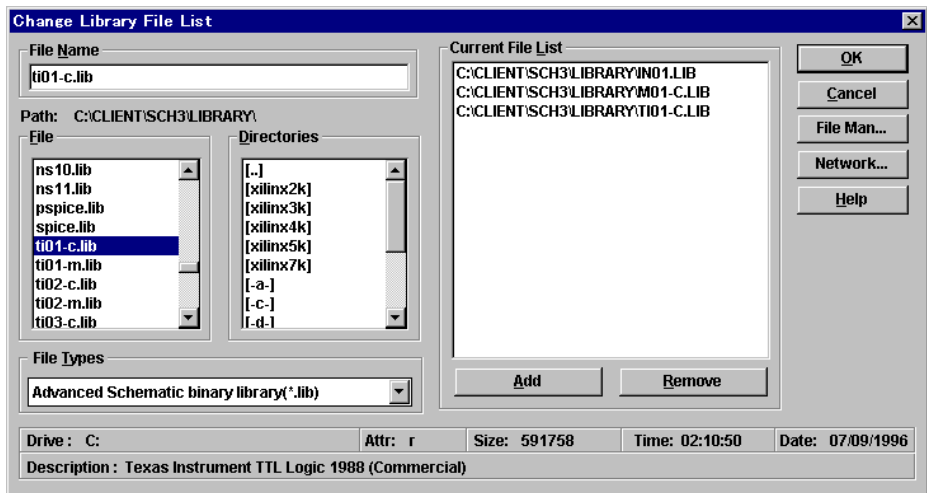 Change Library File List
File Name
ti01-c.lib
Path: C:\CLIENT\SCH3\LIBRARY\
File
ns10.lib
ns11.lib
pspice.lib
spice.lib
ti01-c.lib
ti01-m.lib
ti02-c.lib
ti02-m.lib
ti03-c.lib
Directories
[..]
[xilinx2k]
[xilinx3k]
[xilinx4k]
[xilinx5k]
[xilinx7k]
[-a-]
[-c-]
[-d-]
File Types
Advanced Schematic binary library(*.lib)
Current File List
C:\CLIENT\SCH3\LIBRARY\IN01.LIB
C:\CLIENT\SCH3\LIBRARY\M01-C.LIB
C:\CLIENT\SCH3\LIBRARY\TI01-C.LIB
Add Remove
OK
Cancel
File Man...
Network...
Help
Drive : C: Attr: r Size: 591758 Time: 02:10:50 Date: 07/09/1996
Description : Texas Instrument TTL Logic 1988 (Commercial)